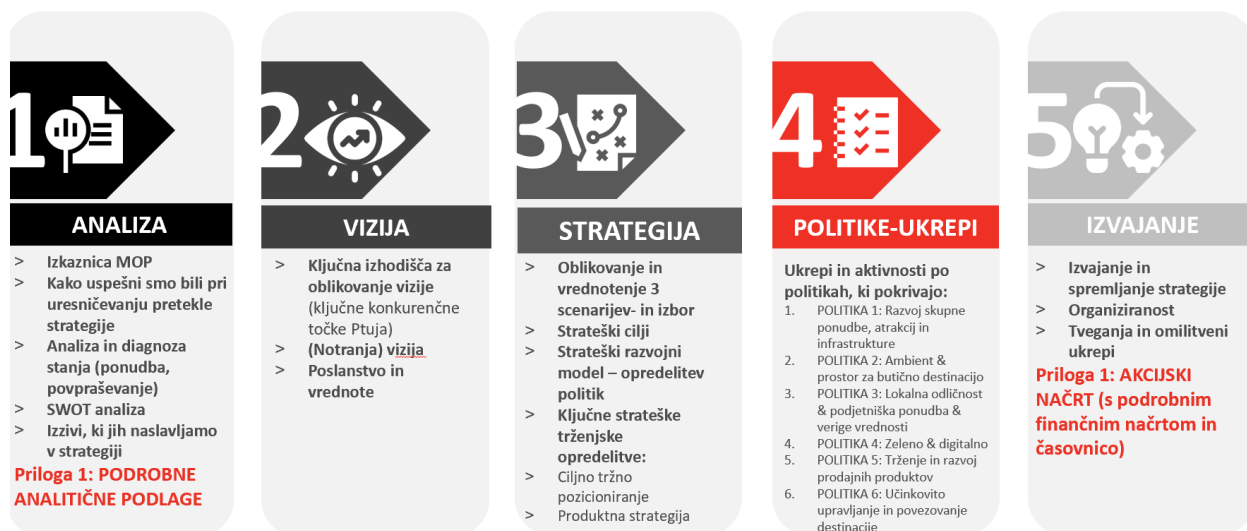 1
ANALIZA
> Izkaznica MOP
> Kako uspešni smo bili pri
uresničevanju pretekle
strategije
> Analiza in diagnoza
stanja (ponudba,
povpraševanje)
> SWOT analiza
> Izzivi, ki jih naslavljamo
v strategiji
Priloga 1: PODROBNE
ANALITIČNE PODLAGE
2
VIZIJA
> Ključna izhodišča za
oblikovanje vizije
(ključne konkurenčne
točke Ptuja)
> (Notranja) vizija
> Poslanstvo in
vrednote
3
STRATEGIJA
> Oblikovanje in
vrednotenje 3
scenarijev- in izbor
> Strateški cilji
> Strateški razvojni
model – opredelitev
politik
> Ključne strateške
trženjske
opredelitve:
> Ciljno tržno
pozicioniranje
> Produktna strategija
4
POLITIKE-UKREPI
Ukrepi in aktivnosti po
politikah, ki pokrivajo:
1. POLITIKA 1: Razvoj skupne
ponudbe, atrakcij in
infrastrukture
2. POLITIKA 2: Ambient &
prostor za butično destinacijo
3. POLITIKA 3: Lokalna odličnost
& podjetniška ponudba &
verige vrednosti
4. POLITIKA 4: Zeleno & digitalno
5. POLITIKA 5: Trženje in razvoj
prodajnih produktov
6. POLITIKA 6: Učinkovito
upravljanje in povezovanje
destinacije
5
IZVAJANJE
> Izvajanje in
spremljanje strategije
> Organiziranost
> Tveganja in omilitveni
ukrepi
Priloga 1: AKCIJSKI
NAČRT (s podrobnim
finančnim načrtom in
časovnico)